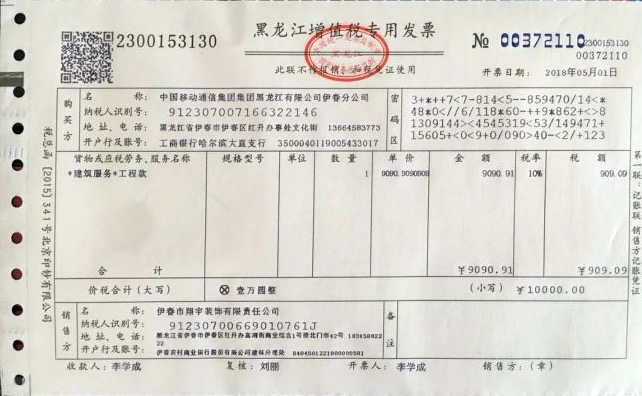 2300153130
黑龙江增值税专用发票
№ 00372110
2300153130
00372110
此联不作报销、扣税凭证使用
开票日期: 2018年05月01日
购买方
名称: 中国移动通信集团集团黑龙江有限公司伊春分公司
纳税人识别号: 912307007166322146
地址、电话: 黑龙江省伊春市伊春区红升办事处文化街 13664583773
开户行及账号: 工商银行哈尔滨大直支行 3500040119005433017
密码区
3+*++7<7-814<5--859470/14<*
48*0<//6/118*60-++9*862+<>8
1309144><4545319<53/149471+
15605+<0<9+0/090>40-<2/+123
货物或应税劳务、服务名称 规格型号 单位 数量 单价 金额 税率 税额
*建筑服务*工程款 1 9090.9090909 9090.91 10% 909.09
合计 ￥9090.91 ￥909.09
价税合计(大写) ⊗ 壹万圆整 (小写) ￥10000.00
销售方
名称: 伊春市翔宇装饰有限责任公司
纳税人识别号: 91230700669010761J
地址、电话: 黑龙江省伊春市伊春区红升办高湖街商业综合1号桥北门市42号
开户行及账号: 伊春农村商业银行股份有限公司建林分理处
备注
收款人: 李学成 复核: 刘丽 开票人: 李学成 销售方:(章)
税总函〔2015〕341号北京印钞有限公司
第一联:记账联 销售方记账凭证